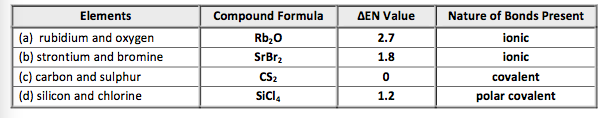 Elements Compound Formula ΔEN Value Nature of Bonds Present
(a) rubidium and oxygen Rb₂O 2.7 ionic
(b) strontium and bromine SrBr₂ 1.8 ionic
(c) carbon and sulphur CS₂ 0 covalent
(d) silicon and chlorine SiCl₄ 1.2 polar covalent